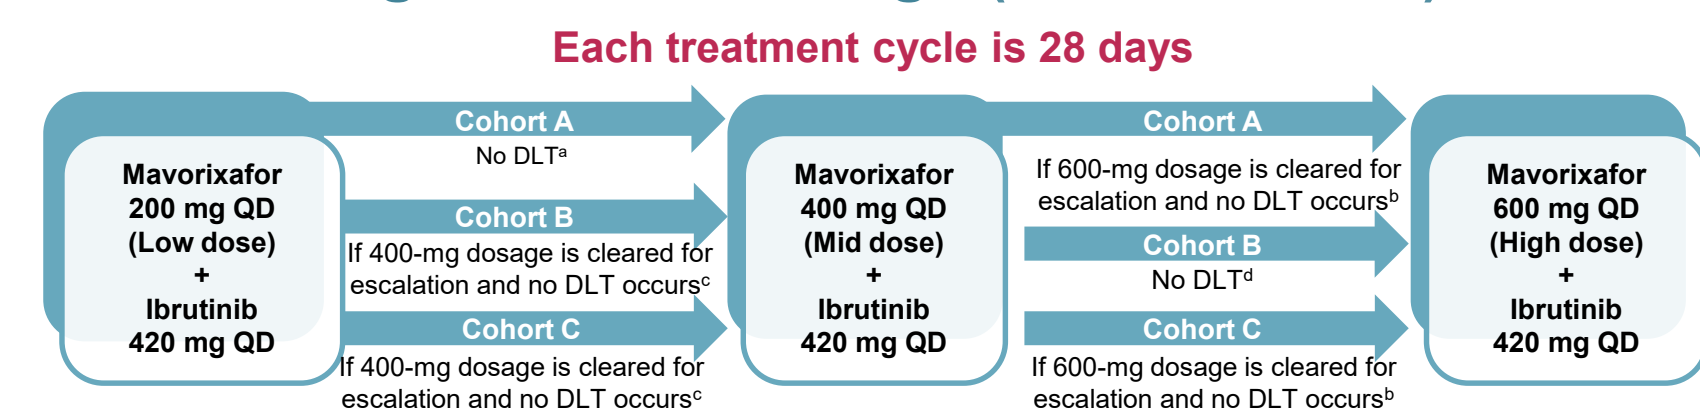 Each treatment cycle is 28 days
Mavorixafor
200 mg QD
(Low dose)
+
Ibrutinib
420 mg QD
Cohort A
No DLTᵃ
Cohort B
If 400-mg dosage is cleared for
escalation and no DLT occursᶜ
Cohort C
If 400-mg dosage is cleared for
escalation and no DLT occursᶜ
Mavorixafor
400 mg QD
(Mid dose)
+
Ibrutinib
420 mg QD
Cohort A
If 600-mg dosage is cleared for
escalation and no DLT occursᵇ
Cohort B
No DLTᵈ
Cohort C
If 600-mg dosage is cleared for
escalation and no DLT occursᵇ
Mavorixafor
600 mg QD
(High dose)
+
Ibrutinib
420 mg QD